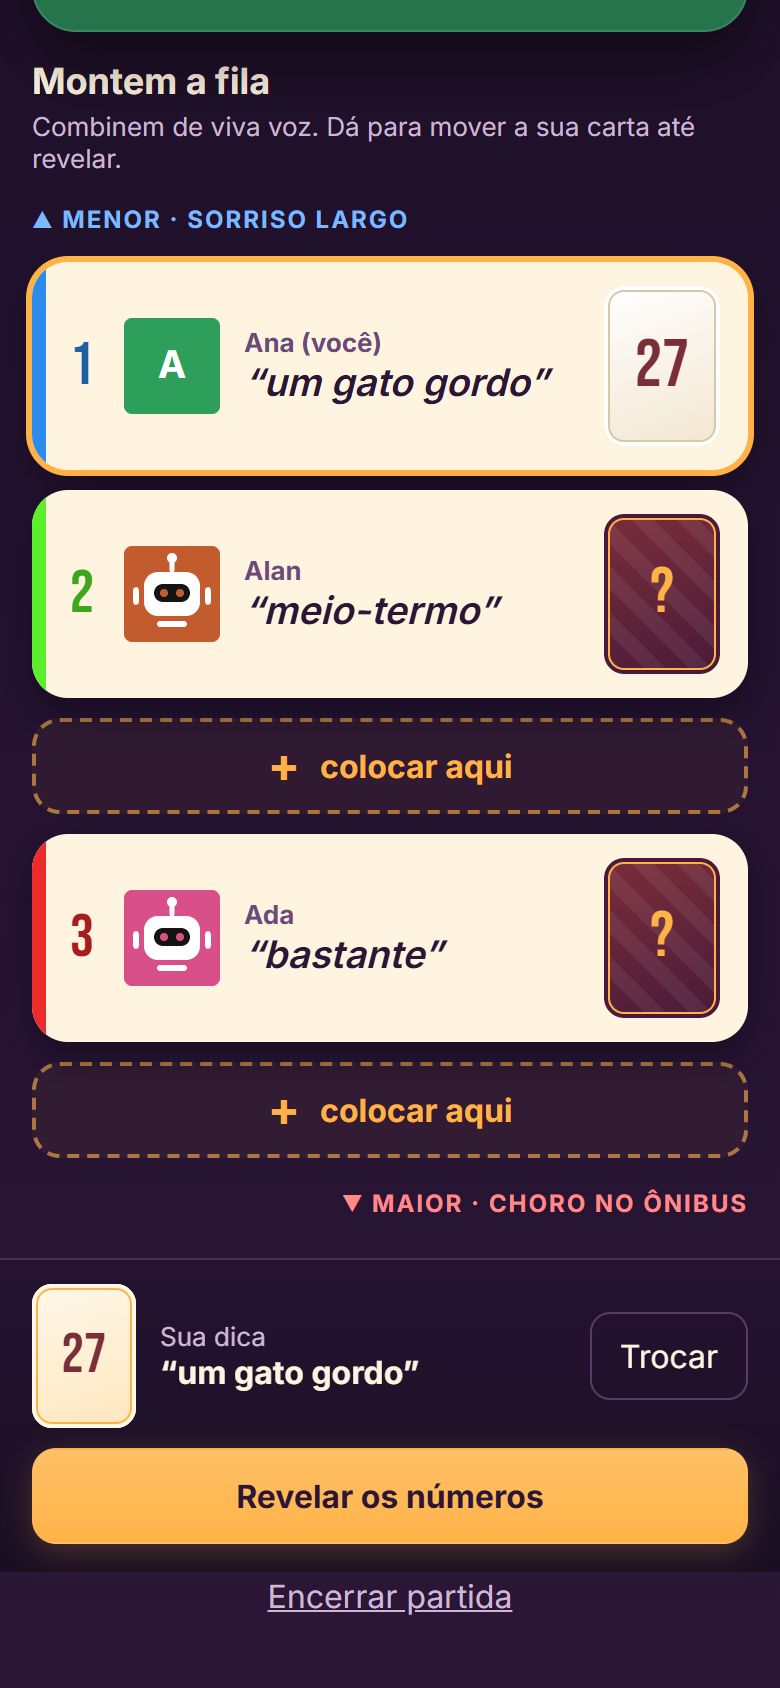 Montem a fila
Combinem de viva voz. Dá para mover a sua carta até
revelar.
▲ MENOR · SORRISO LARGO
1
A
Ana (você)
“um gato gordo”
27
2
Alan
“meio-termo”
?
+ colocar aqui
3
Ada
“bastante”
?
+ colocar aqui
▼ MAIOR · CHORO NO ÔNIBUS
27
Sua dica
“um gato gordo”
Trocar
Revelar os números
Encerrar partida